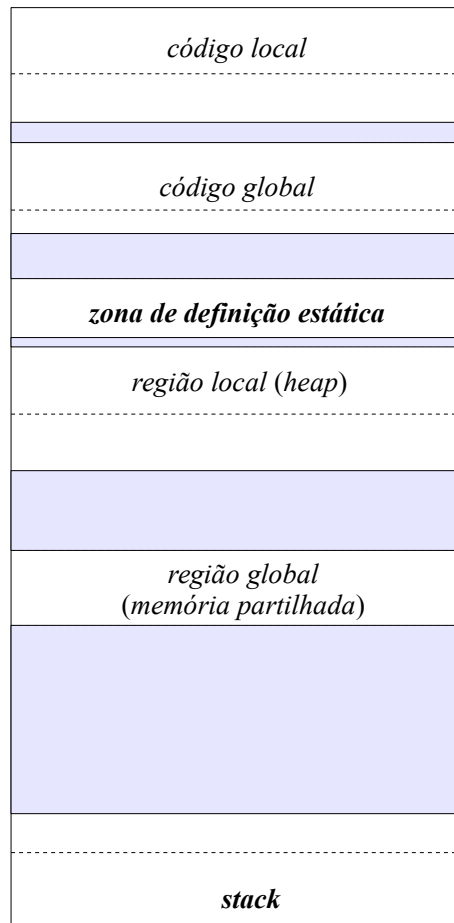 código local
código global
zona de definição estática
região local (heap)
região global
(memória partilhada)
stack